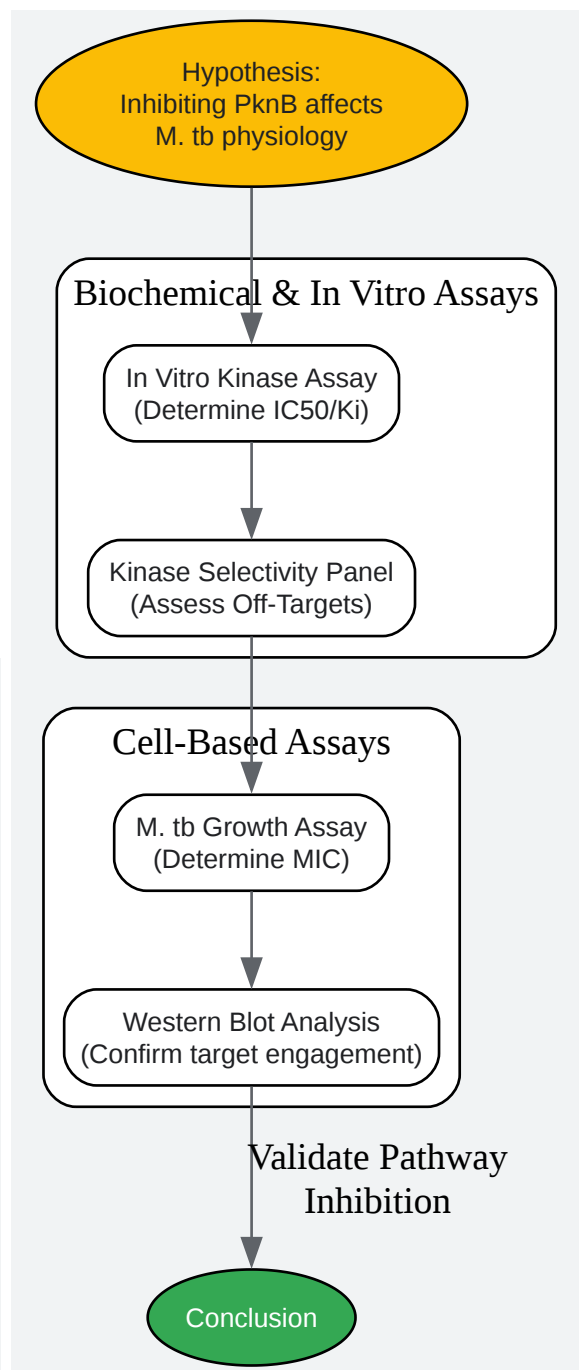 Hypothesis:
Inhibiting PknB affects
M. tb physiology
Biochemical & In Vitro Assays
In Vitro Kinase Assay
(Determine IC50/Ki)
Kinase Selectivity Panel
(Assess Off-Targets)
Cell-Based Assays
M. tb Growth Assay
(Determine MIC)
Western Blot Analysis
(Confirm target engagement)
Validate Pathway
Inhibition
Conclusion